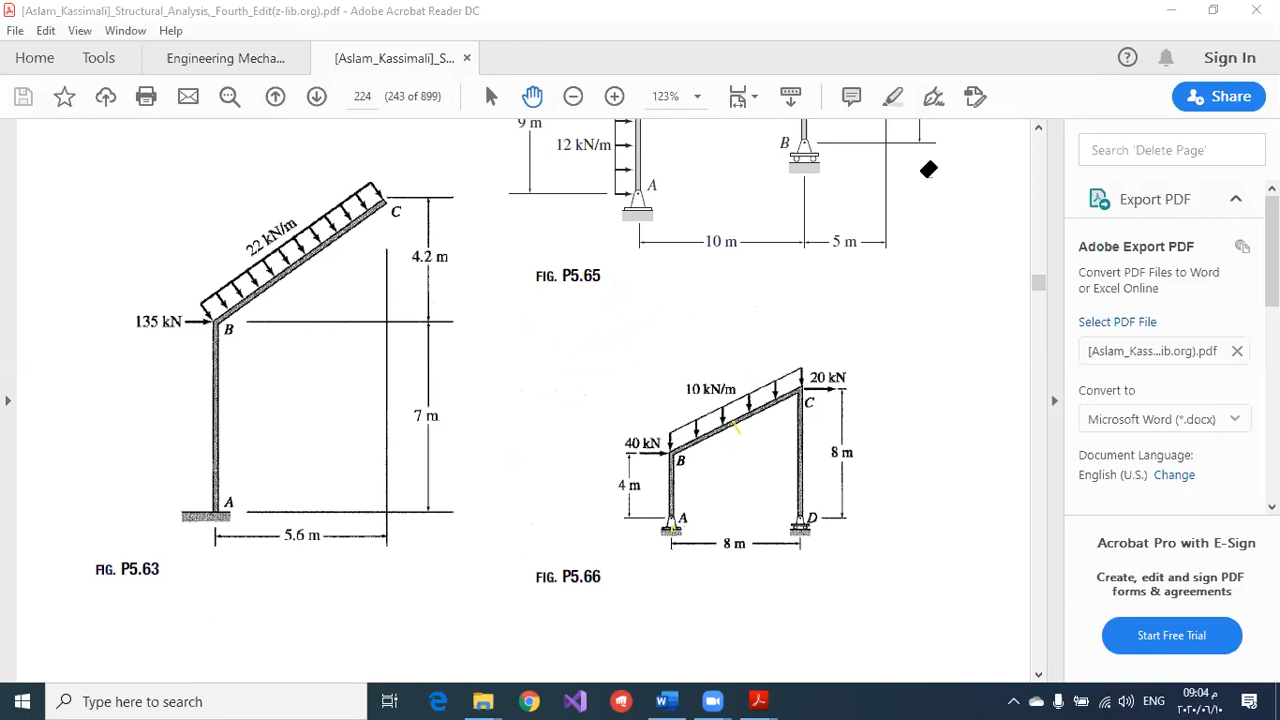 [Aslam_Kassimali]_Structural_Analysis,_Fourth_Edit(z-lib.org).pdf - Adobe Acrobat Reader DC
File Edit View Window Help
Home Tools Engineering Mecha... [Aslam_Kassimali]_S... ×
Sign In
224 (243 of 899) 123% Share
9 m
12 kN/m
A
B
10 m
5 m
FIG. P5.65
22 kN/m
C
4.2 m
135 kN
B
7 m
A
5.6 m
FIG. P5.63
10 kN/m
20 kN
C
40 kN
B
8 m
4 m
A
D
8 m
FIG. P5.66
Search 'Delete Page'
Export PDF
Adobe Export PDF
Convert PDF Files to Word
or Excel Online
Select PDF File
[Aslam_Kass...ib.org).pdf
Convert to
Microsoft Word (*.docx)
Document Language:
English (U.S.) Change
Acrobat Pro with E-Sign
Create, edit and sign PDF
forms & agreements
Start Free Trial
Type here to search
ENG
09:04 م